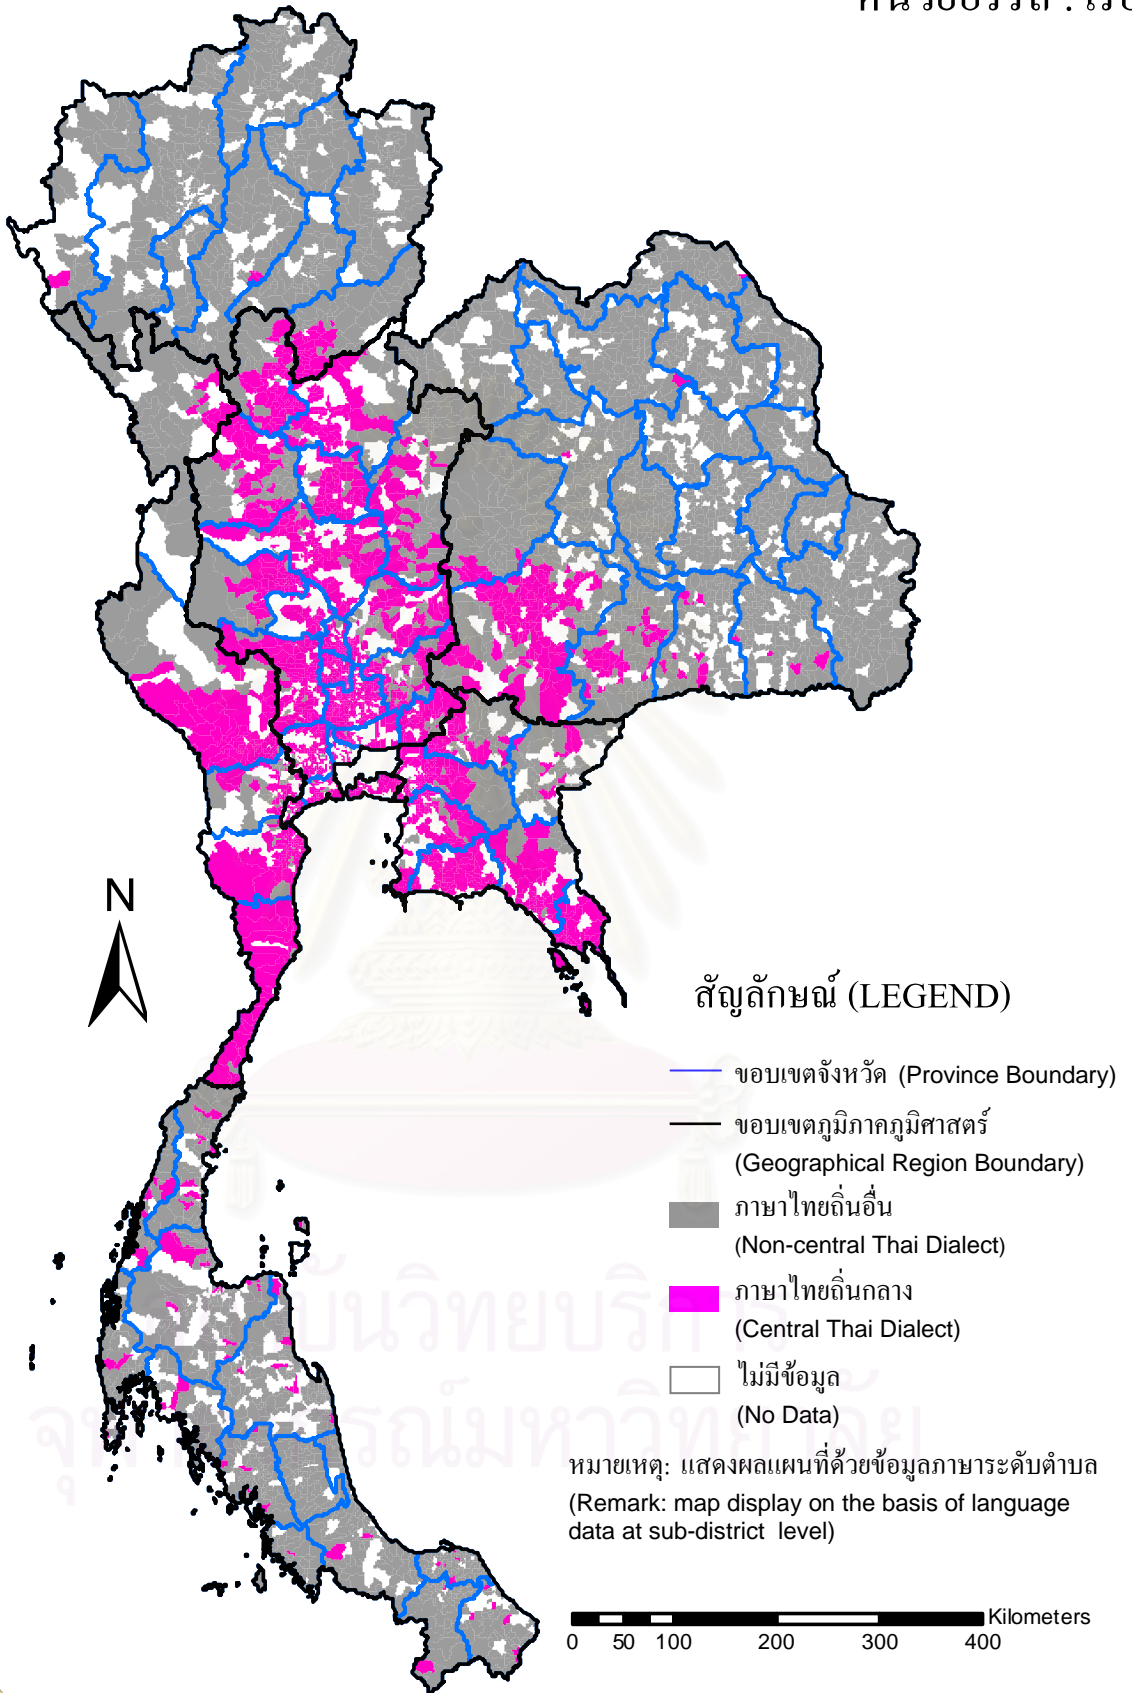 N
สัญลักษณ์ (LEGEND)
ขอบเขตจังหวัด (Province Boundary)
ขอบเขตภูมิภาคภูมิศาสตร์
(Geographical Region Boundary)
ภาษาไทยถิ่นอื่น
(Non-central Thai Dialect)
ภาษาไทยถิ่นกลาง
(Central Thai Dialect)
ไม่มีข้อมูล
(No Data)
หมายเหตุ: แสดงผลแผนที่ด้วยข้อมูลภาษาระดับตำบล
(Remark: map display on the basis of language
data at sub-district level)
Kilometers
0 50 100 200 300 400